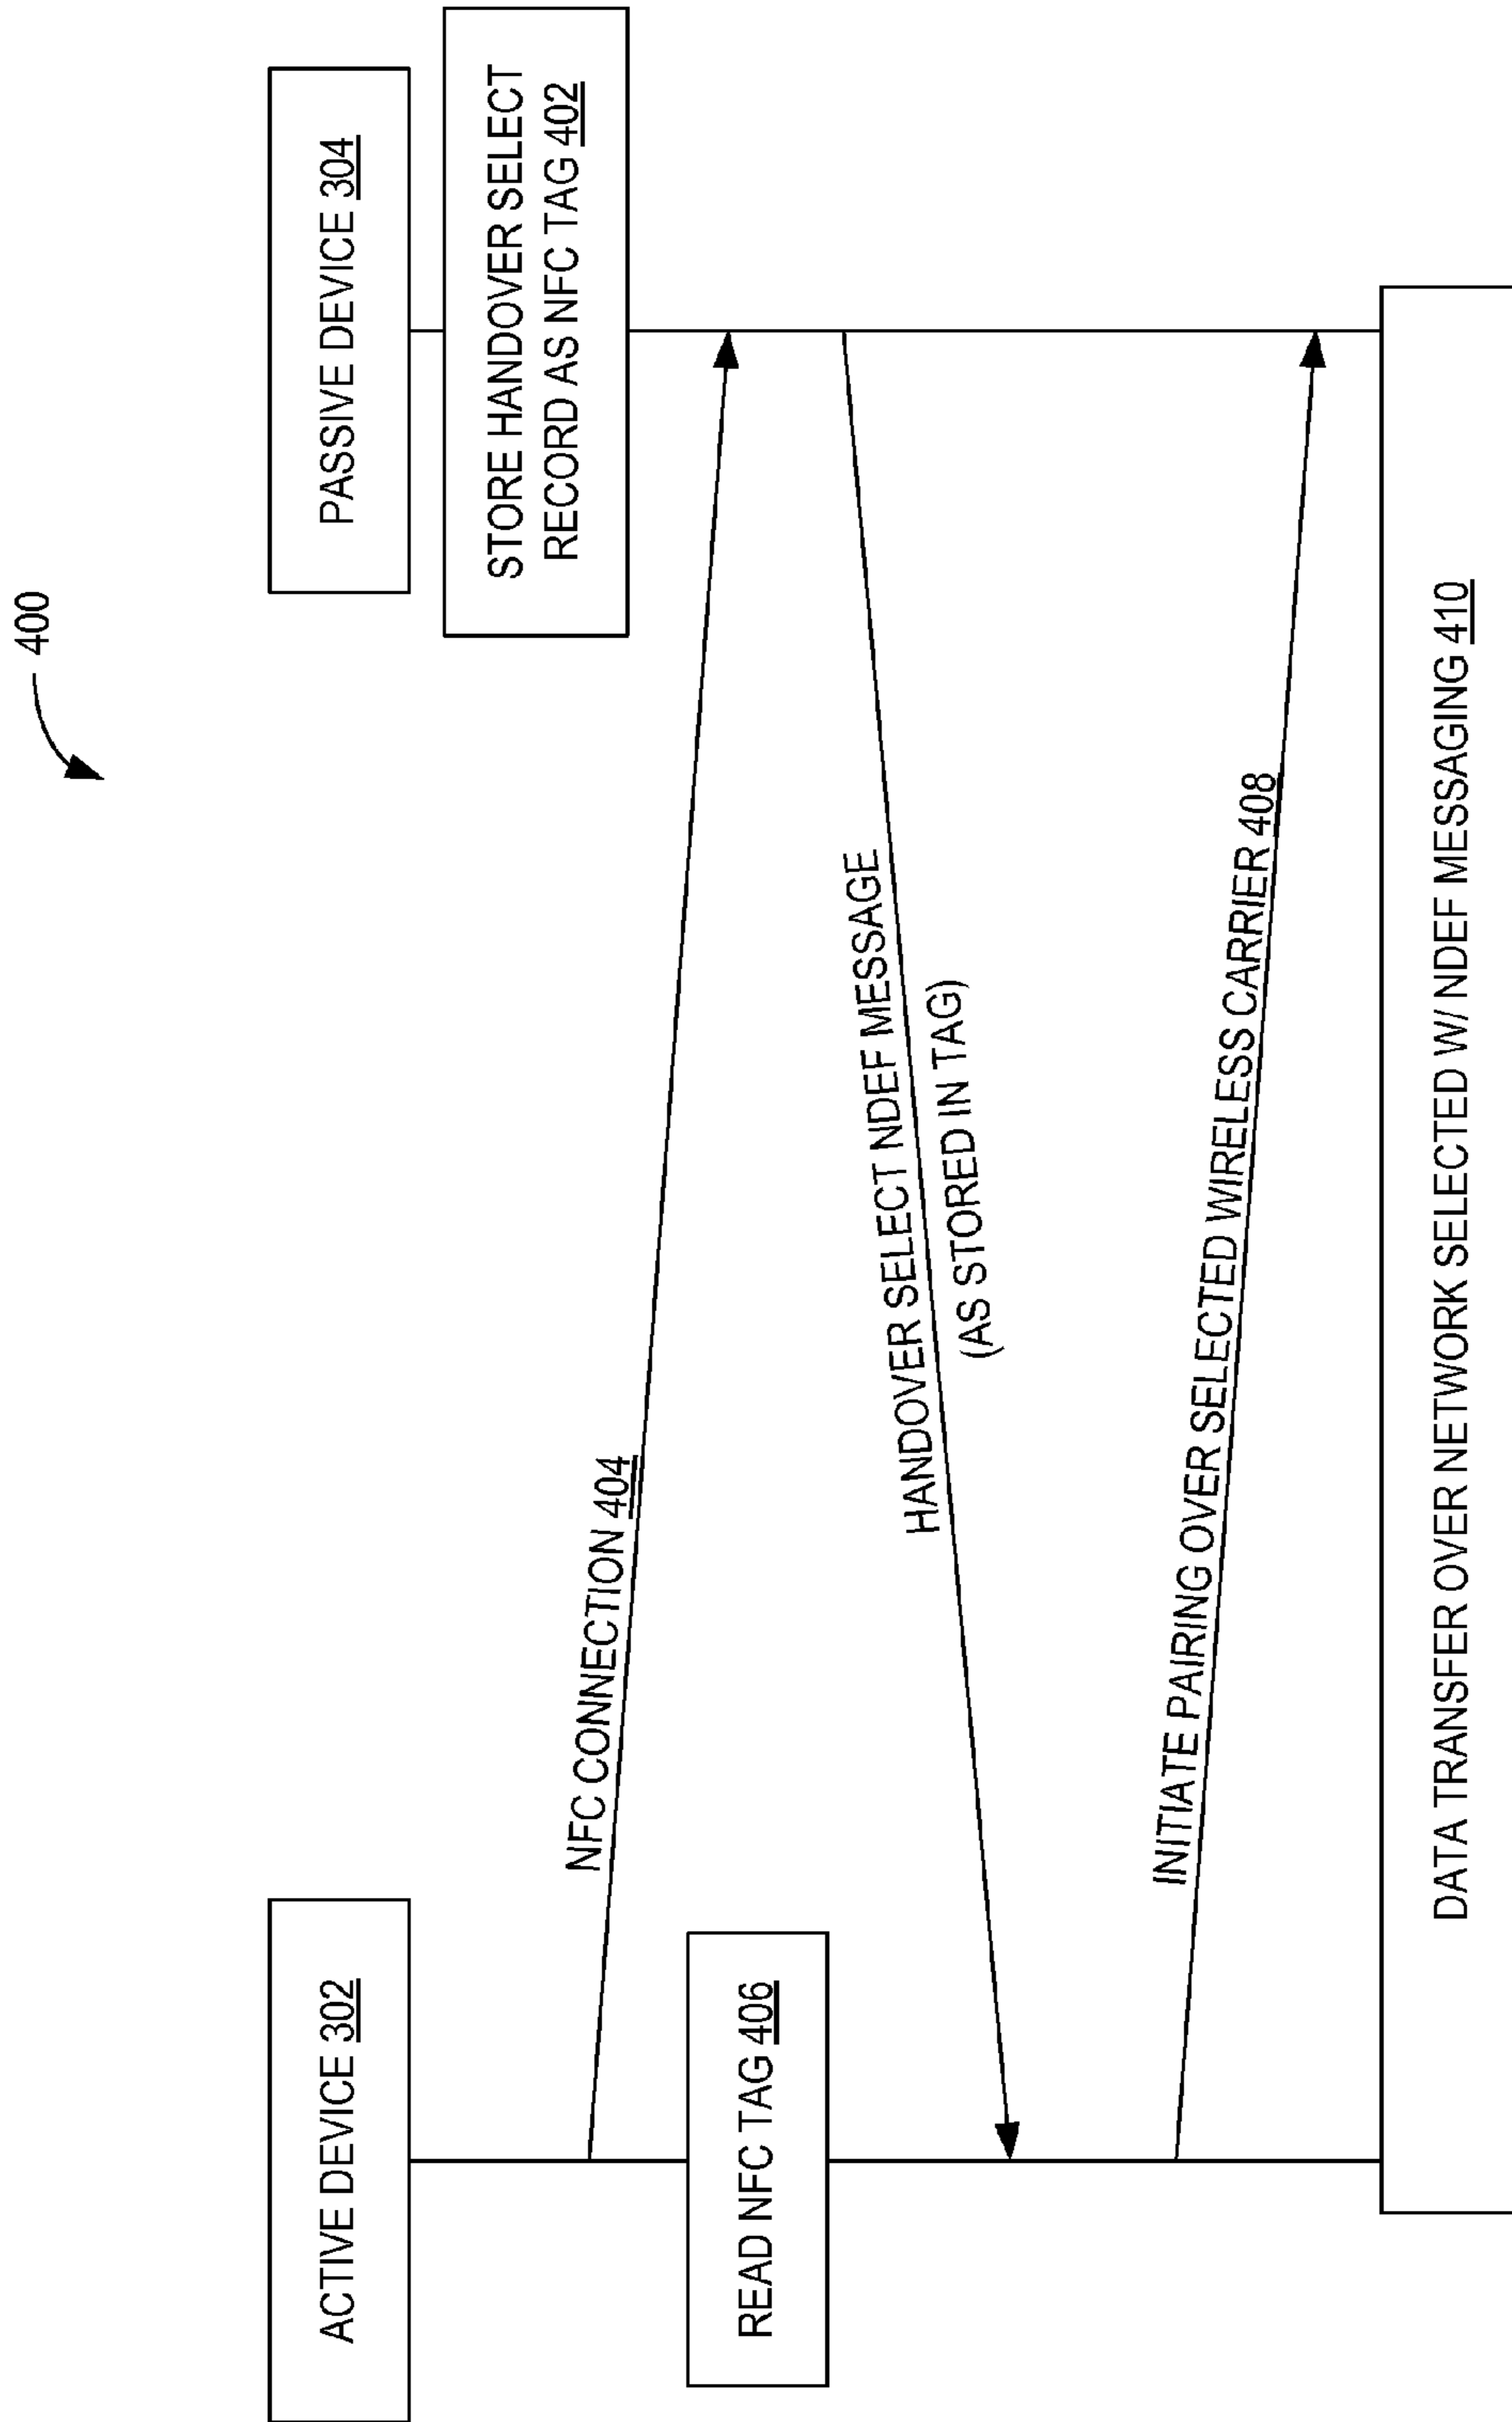 400
ACTIVE DEVICE 302
PASSIVE DEVICE 304
STORE HANDOVER SELECT
RECORD AS NFC TAG 402
NFC CONNECTION 404
READ NFC TAG 406
HANDOVER SELECT NDEF MESSAGE
(AS STORED IN TAG)
INITIATE PAIRING OVER SELECTED WIRELESS CARRIER 408
DATA TRANSFER OVER NETWORK SELECTED W/ NDEF MESSAGING 410